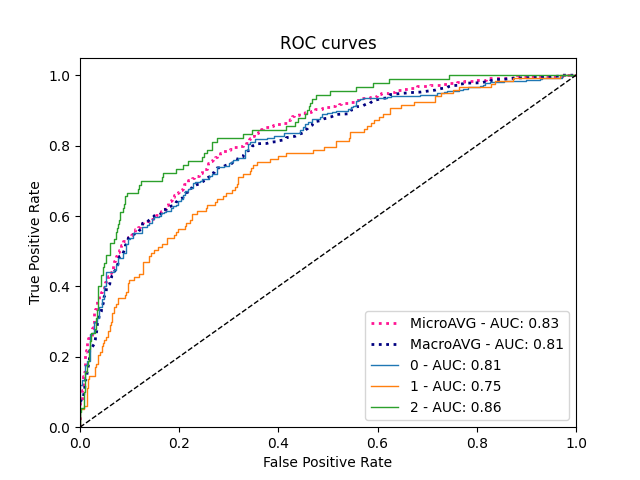 ROC curves
True Positive Rate
1.0
0.8
0.6
0.4
0.2
0.0
MicroAVG - AUC: 0.83
MacroAVG - AUC: 0.81
0 - AUC: 0.81
1 - AUC: 0.75
2 - AUC: 0.86
0.0 0.2 0.4 0.6 0.8 1.0
False Positive Rate